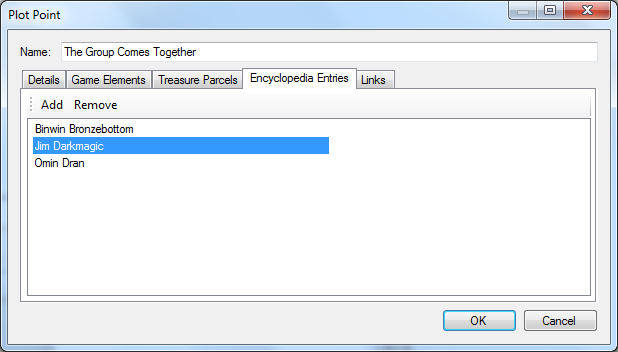 Plot Point
Name: The Group Comes Together
Details Game Elements Treasure Parcels Encyclopedia Entries Links
Add Remove
Binwin Bronzebottom
Jim Darkmagic
Omin Dran
OK Cancel